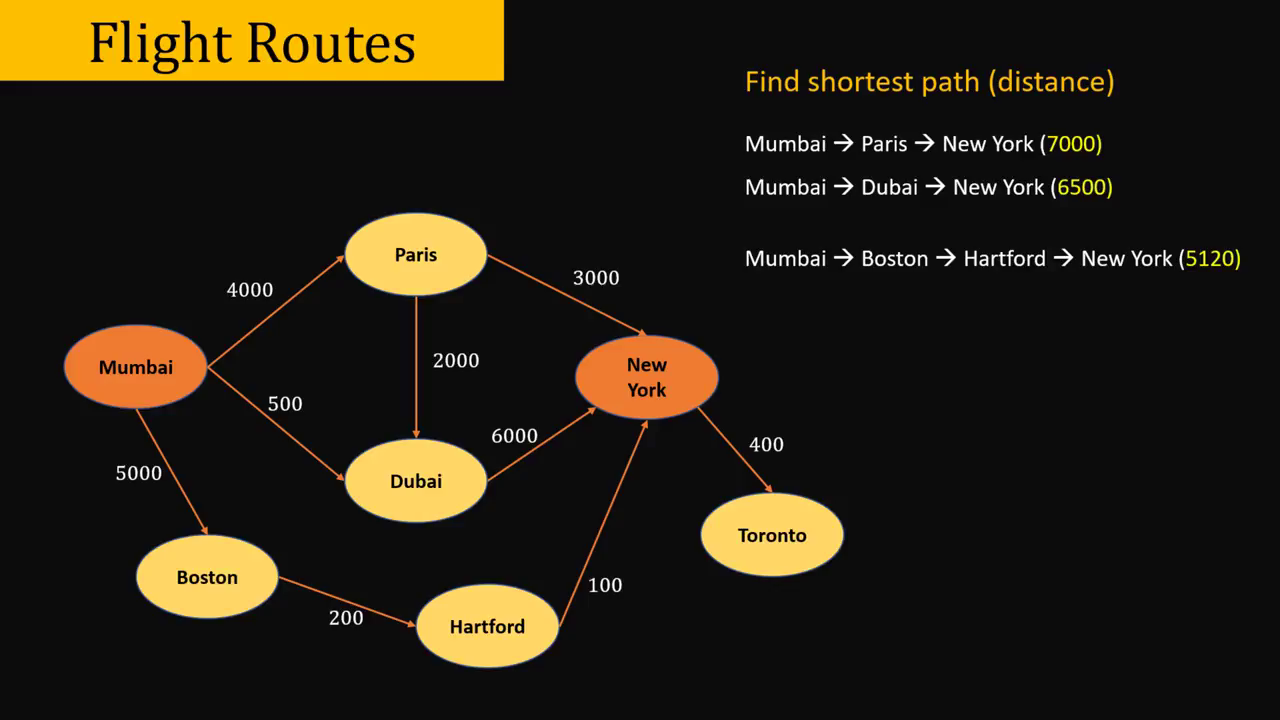 Flight Routes
Find shortest path (distance)
Mumbai → Paris → New York (7000)
Mumbai → Dubai → New York (6500)
Mumbai → Boston → Hartford → New York (5120)
Paris
4000
3000
Mumbai
2000
New
York
500
6000
400
5000
Dubai
Toronto
Boston
100
200
Hartford